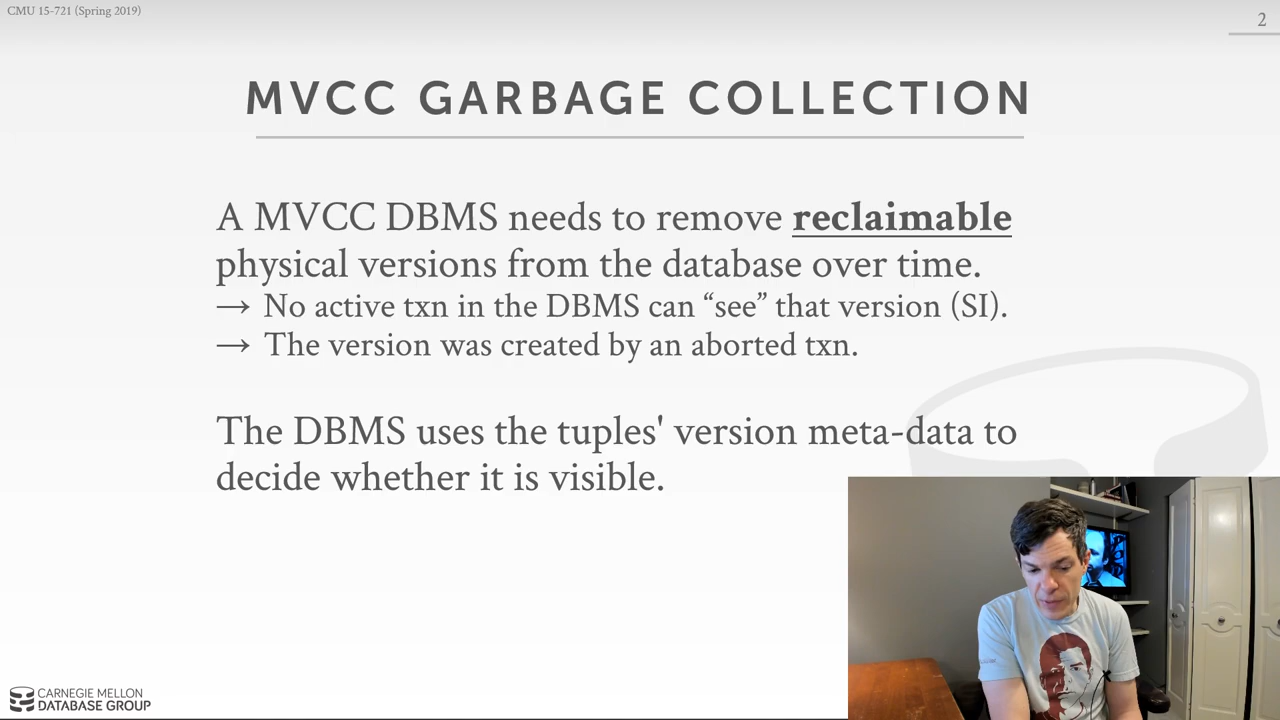 CMU 15-721 (Spring 2019)
2
MVCC GARBAGE COLLECTION
A MVCC DBMS needs to remove reclaimable
physical versions from the database over time.
→ No active txn in the DBMS can “see” that version (SI).
→ The version was created by an aborted txn.
The DBMS uses the tuples' version meta-data to
decide whether it is visible.
CARNEGIE MELLON
DATABASE GROUP